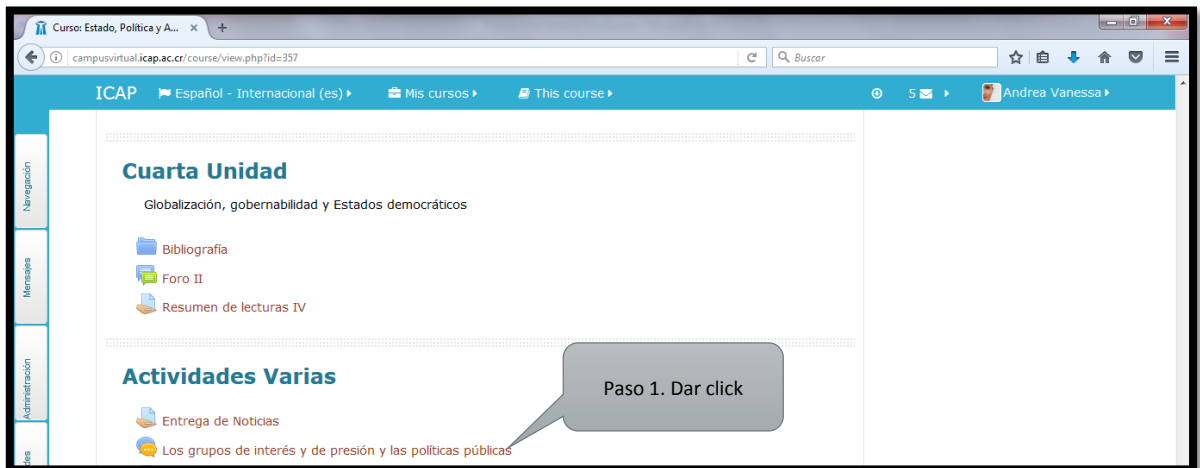 Curso: Estado, Política y A... × +
campusvirtual.icap.ac.cr/course/view.php?id=357
Buscar
ICAP Español - Internacional (es) Mis cursos This course 5 Andrea Vanessa
Navegación
Cuarta Unidad
Globalización, gobernabilidad y Estados democráticos
Bibliografía
Mensajes
Foro II
Resumen de lecturas IV
Administración
Actividades Varias
Paso 1. Dar click
Entrega de Noticias
Los grupos de interés y de presión y las políticas públicas